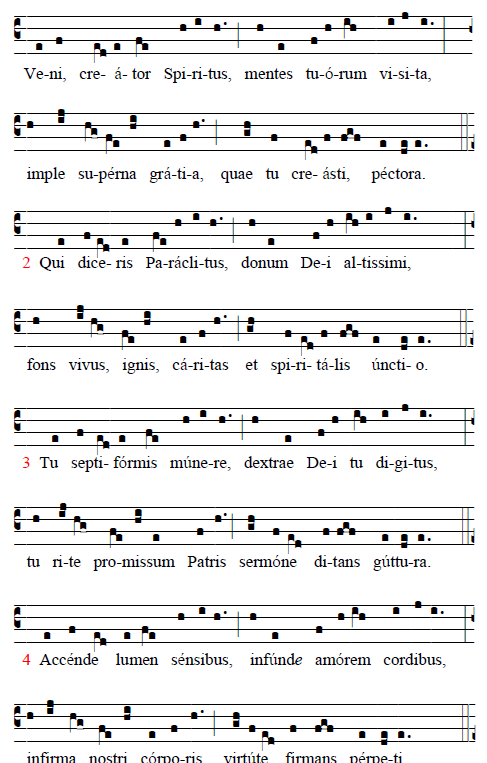 Ve-ni, cre- á- tor Spi-ri-tus, mentes tu-ó-rum vi-si-ta,
imple su-pérna grá-ti-a, quae tu cre- ásti, péctora.
2 Qui dice- ris Pa-rácli-tus, donum De-i al-tissimi,
fons vivus, ignis, cá-ri-tas et spi-ri- tá-lis úncti-o.
3 Tu septi- fórmis múne-re, dextrae De-i tu di-gi-tus,
tu ri-te pro-missum Patris sermóne di-tans gúttu-ra.
4 Accénde lumen sénsibus, infúnde amórem cordibus,
infirma nostri córpo-ris virtúte firmans pérpe-ti